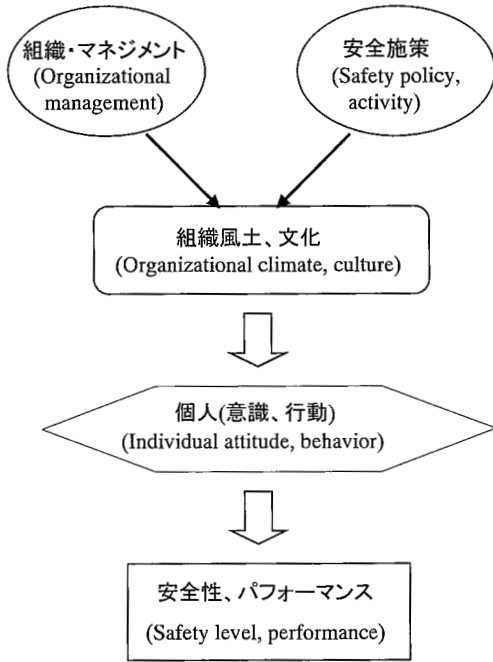 組織・マネジメント
(Organizational
management)
安全施策
(Safety policy,
activity)
組織風土、文化
(Organizational climate, culture)
個人(意識、行動)
(Individual attitude, behavior)
安全性、パフォーマンス
(Safety level, performance)